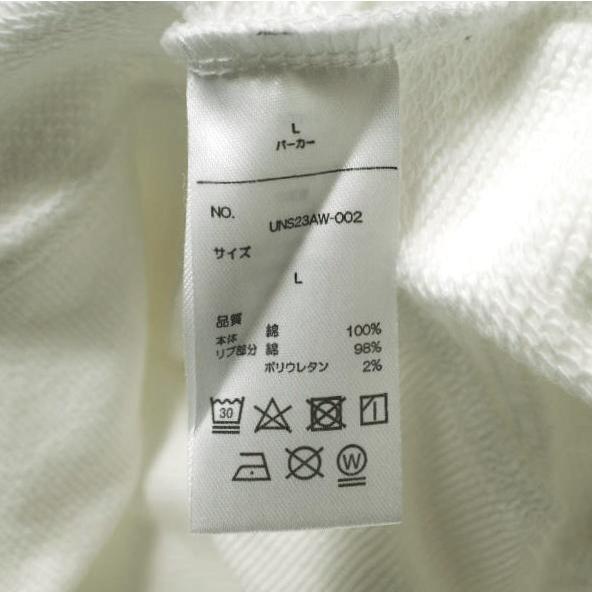 L
パーカー
NO. UNS23AW-002
サイズ
L
品質
本体 綿 100%
リブ部分 綿 98%
ポリウレタン 2%
30
W